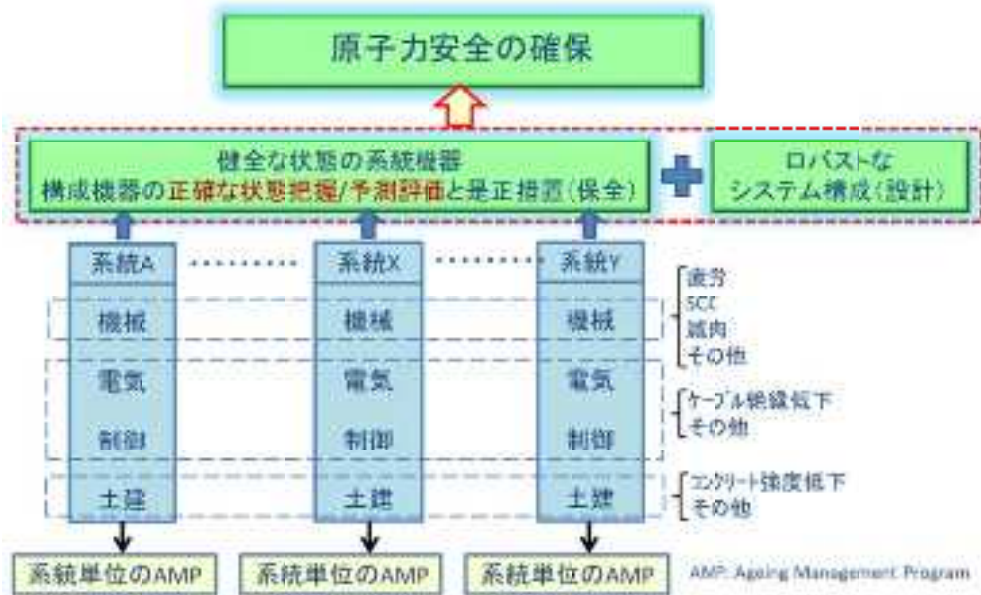 原子力安全の確保
健全な状態の系統機器
構成機器の正確な状態把握/予測評価と是正措置(保全)
ロバストな
システム構成(設計)
系統A
系統X
系統Y
機械
機械
機械
疲労
SCC
減肉
その他
電気
電気
電気
制御
制御
制御
ケーブル絶縁低下
その他
土建
土建
土建
コンクリート強度低下
その他
系統単位のAMP
系統単位のAMP
系統単位のAMP
AMP: Ageing Management Program